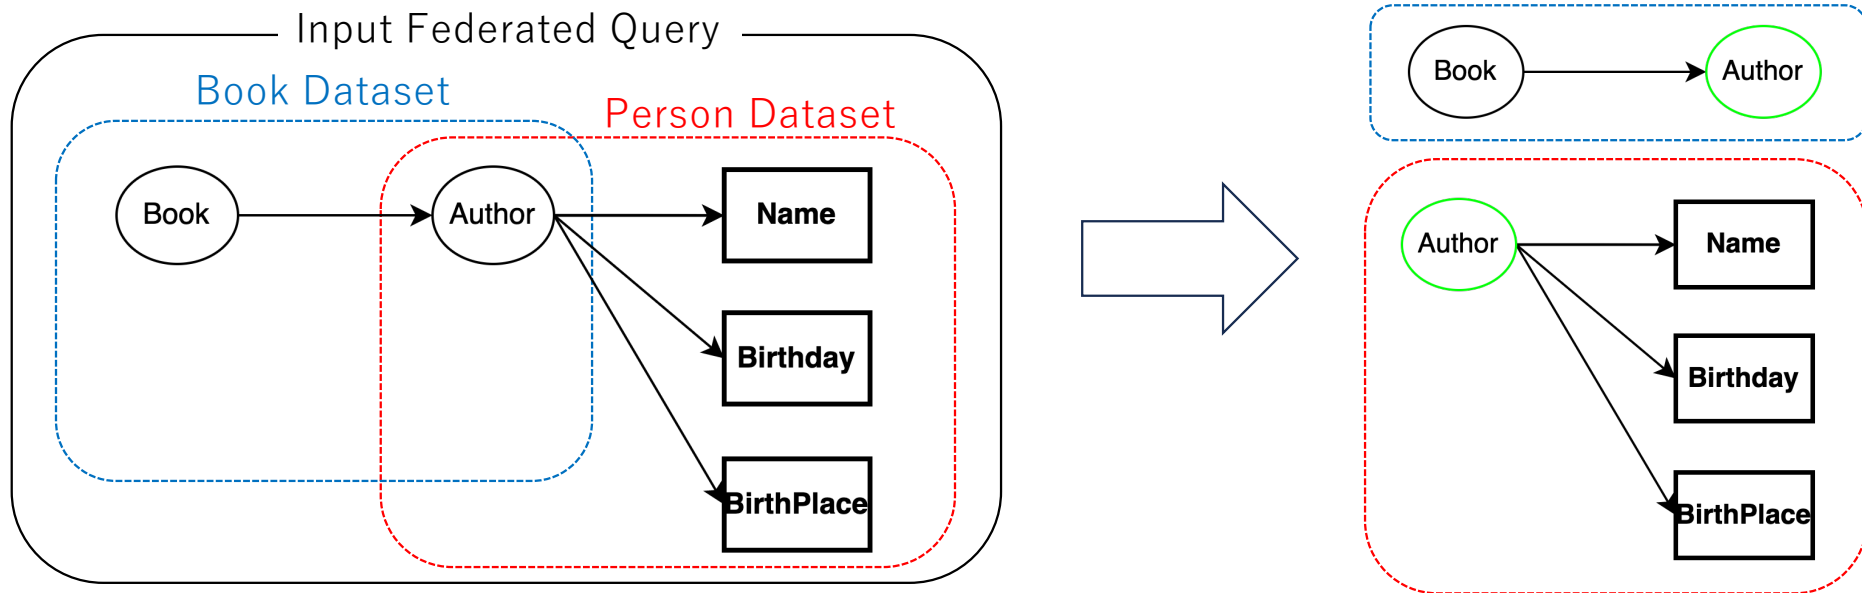 Input Federated Query
Book Dataset
Person Dataset
Book
Author
Name
Birthday
BirthPlace
Book
Author
Author
Name
Birthday
BirthPlace